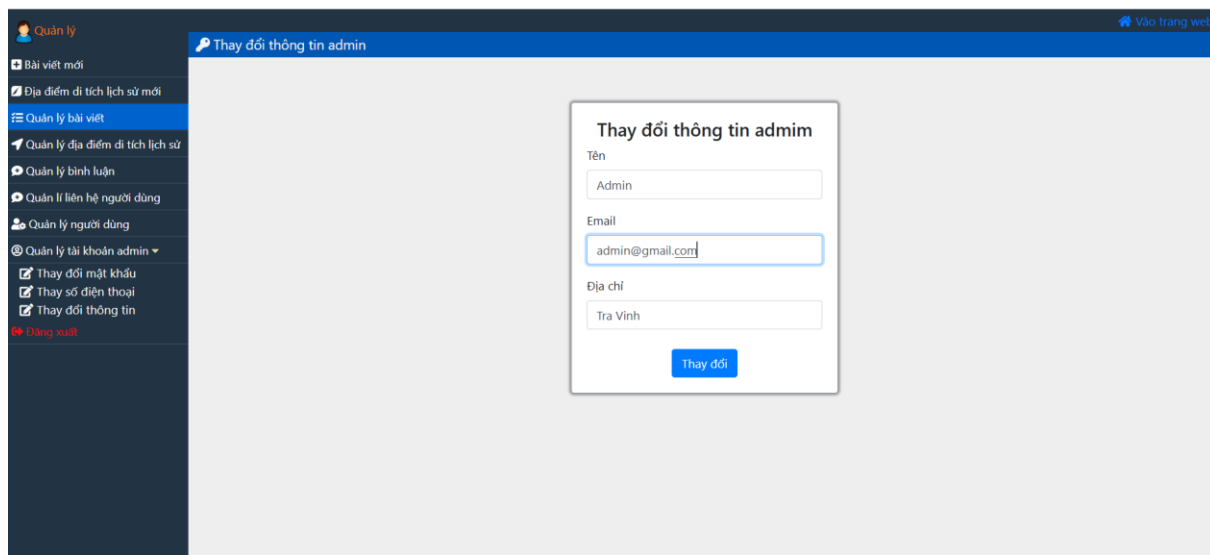 Quản lý
Vào trang web
Thay đổi thông tin admin
Bài viết mới
Địa điểm di tích lịch sử mới
Quản lý bài viết
Quản lý địa điểm di tích lịch sử
Quản lý bình luận
Quản lí liên hệ người dùng
Quản lý người dùng
Quản lý tài khoản admin
Thay đổi mật khẩu
Thay số điện thoại
Thay đổi thông tin
Đăng xuất
Thay đổi thông tin admim
Tên
Admin
Email
admin@gmail.com
Địa chỉ
Tra Vinh
Thay đổi